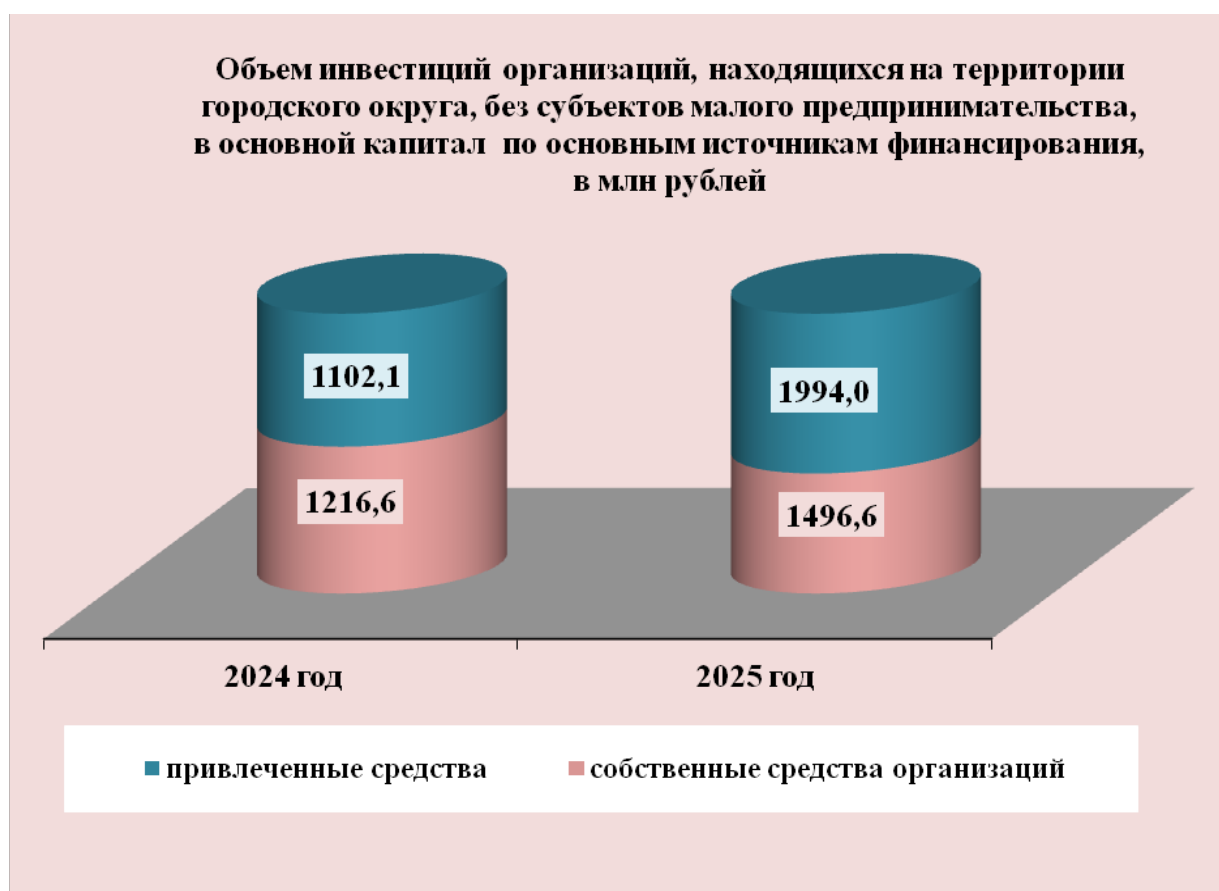 Объем инвестиций организаций, находящихся на территории
городского округа, без субъектов малого предпринимательства,
в основной капитал по основным источникам финансирования,
в млн рублей
1102,1
1994,0
1216,6
1496,6
2024 год
2025 год
привлеченные средства
собственные средства организаций